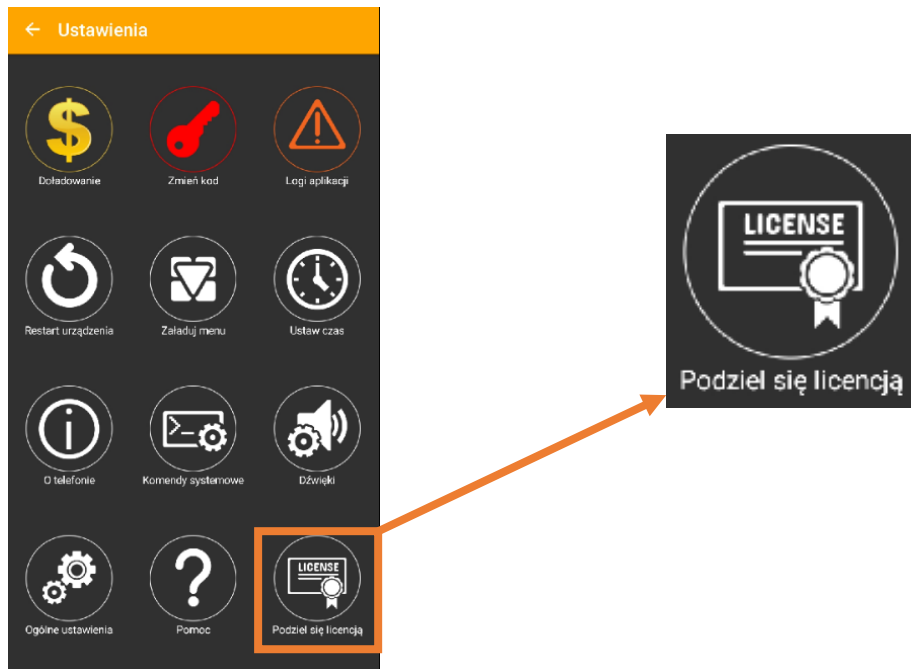 Ustawienia
Doładowanie
Zmień kod
Logi aplikacji
Restart urządzenia
Załaduj menu
Ustaw czas
O telefonie
Komendy systemowe
Dźwięki
Ogólne ustawienia
Pomoc
LICENSE
Podziel się licencją
LICENSE
Podziel się licencją